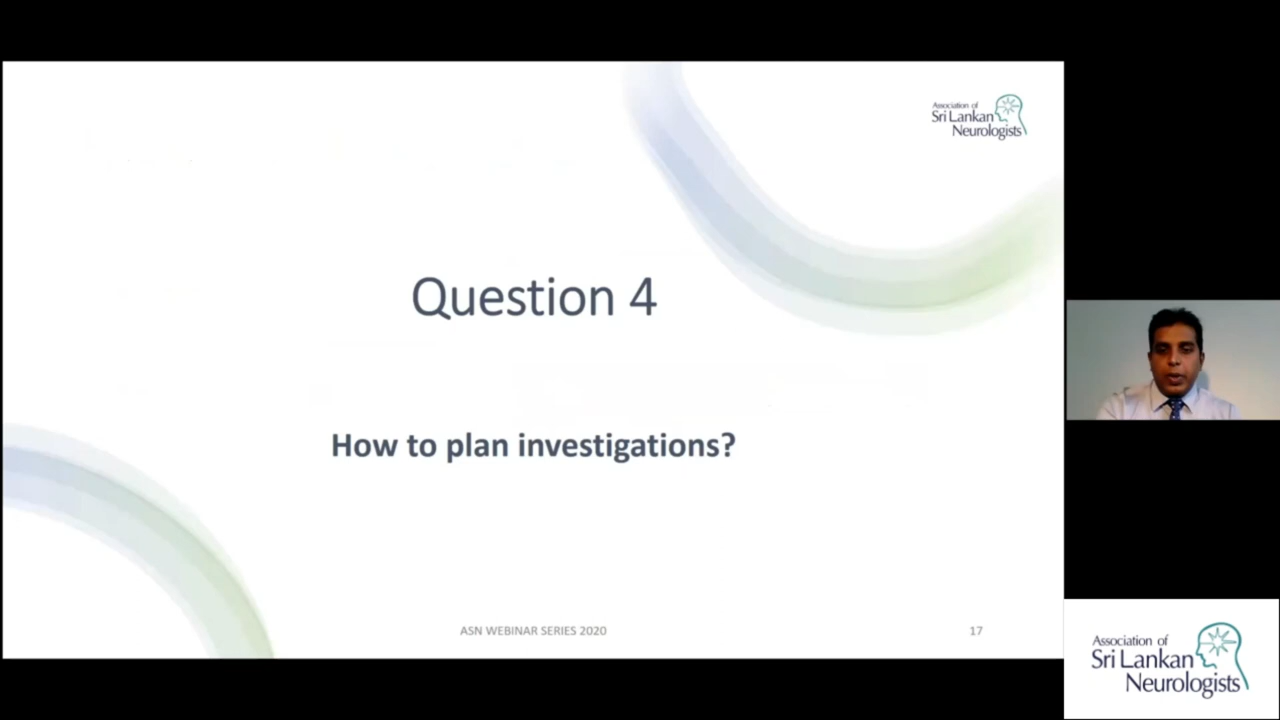 Association of
Sri Lankan
Neurologists
Question 4
How to plan investigations?
ASN WEBINAR SERIES 2020
17
Association of
Sri Lankan
Neurologists